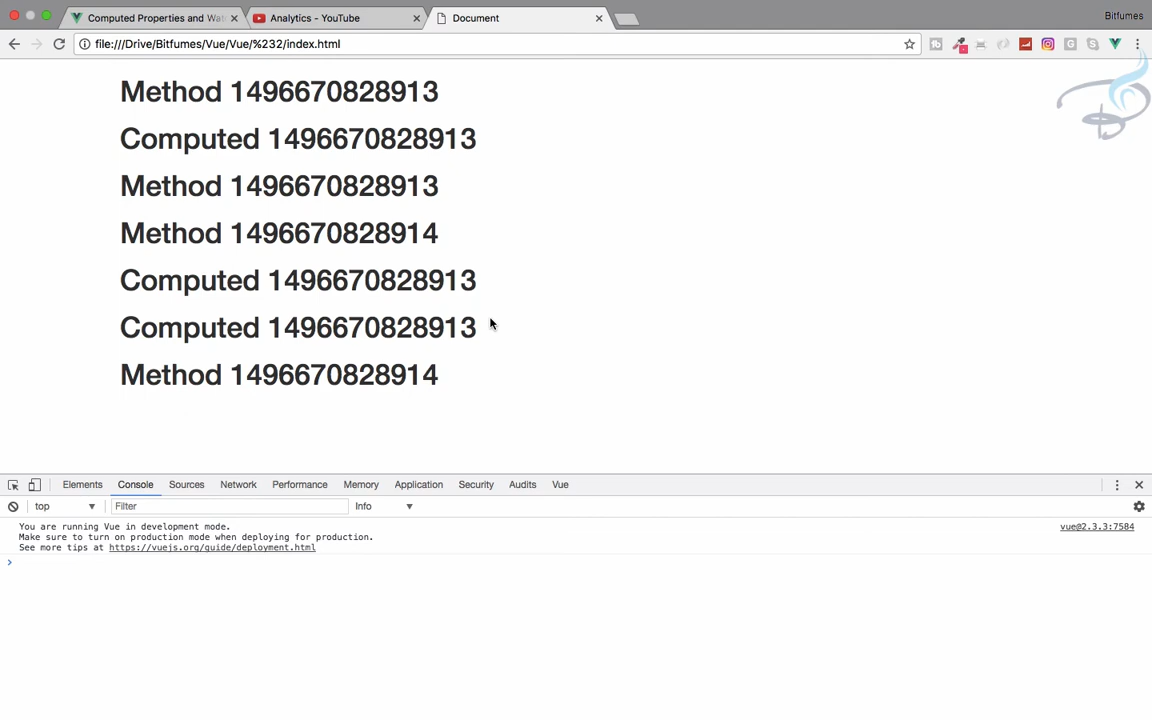 Computed Properties and Wat
Analytics - YouTube
Document
Bitfumes
file:///Drive/Bitfumes/Vue/Vue/%232/index.html
Method 1496670828913
Computed 1496670828913
Method 1496670828913
Method 1496670828914
Computed 1496670828913
Computed 1496670828913
Method 1496670828914
Elements Console Sources Network Performance Memory Application Security Audits Vue
top Filter Info
You are running Vue in development mode. vue@2.3.3:7584
Make sure to turn on production mode when deploying for production.
See more tips at https://vuejs.org/guide/deployment.html